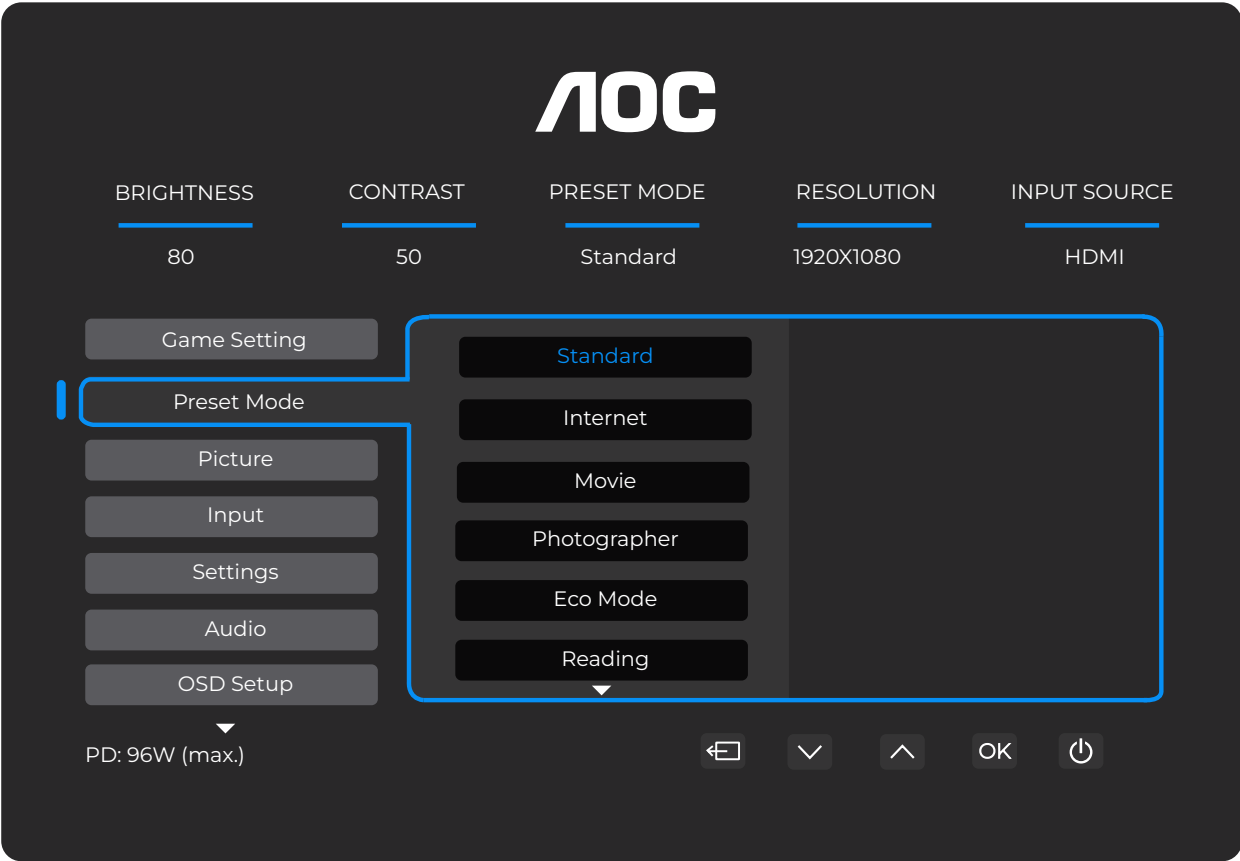 AOC
BRIGHTNESS CONTRAST PRESET MODE RESOLUTION INPUT SOURCE
80 50 Standard 1920X1080 HDMI
Game Setting
Preset Mode
Picture
Input
Settings
Audio
OSD Setup
Standard
Internet
Movie
Photographer
Eco Mode
Reading
PD: 96W (max.)
OK